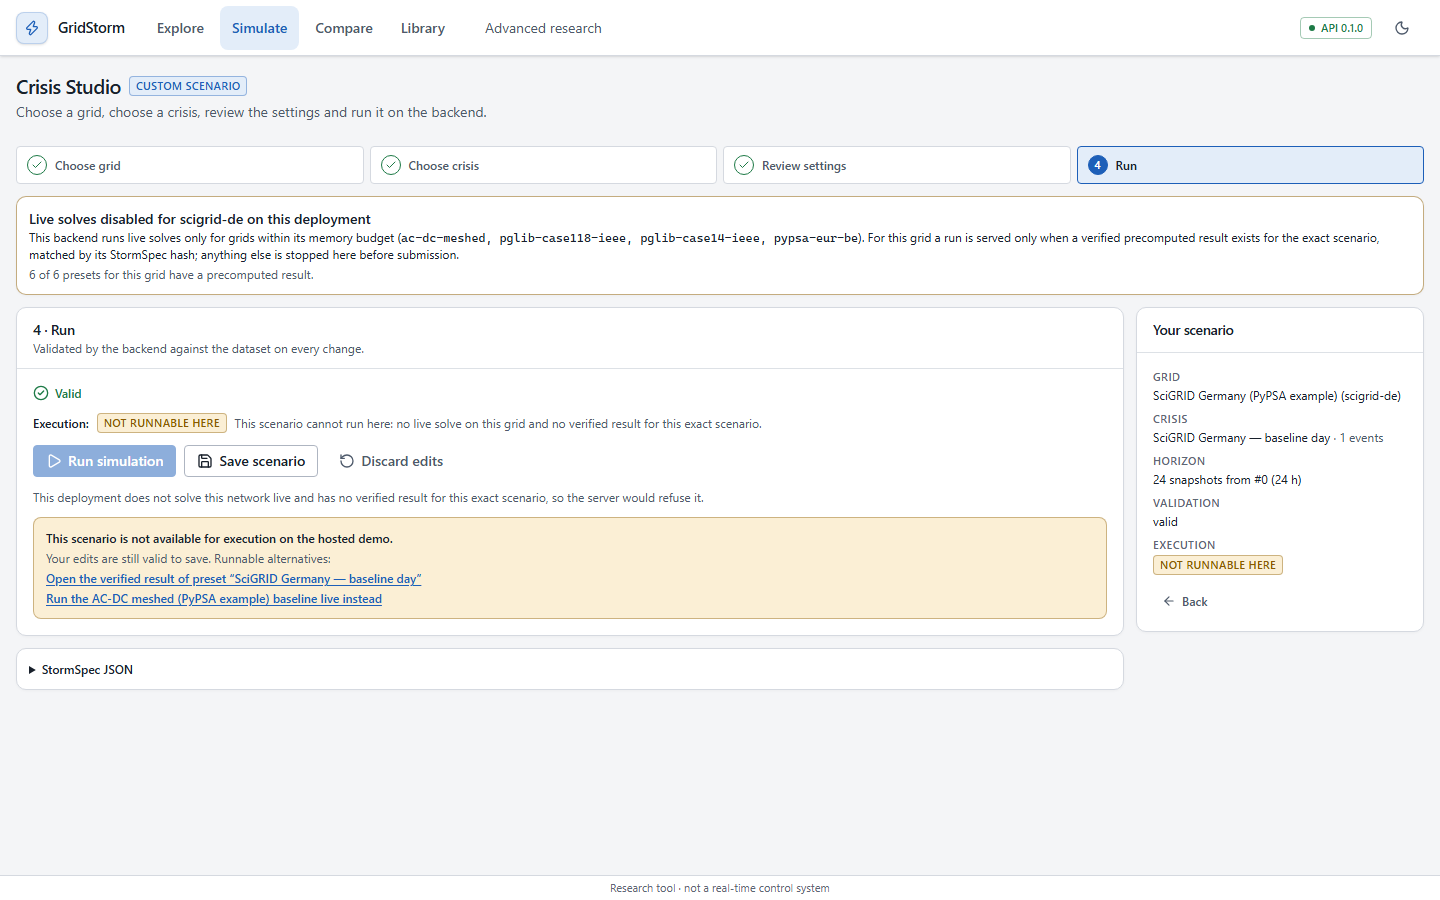 GridStorm
Explore
Simulate
Compare
Library
Advanced research
API 0.1.0
Crisis Studio
CUSTOM SCENARIO
Choose a grid, choose a crisis, review the settings and run it on the backend.
Choose grid
Choose crisis
Review settings
4
Run
Live solves disabled for scigrid-de on this deployment
This backend runs live solves only for grids within its memory budget (ac-dc-meshed, pglib-case118-ieee, pglib-case14-ieee, pypsa-eur-be). For this grid a run is served only when a verified precomputed result exists for the exact scenario,
matched by its StormSpec hash; anything else is stopped here before submission.
6 of 6 presets for this grid have a precomputed result.
4 · Run
Validated by the backend against the dataset on every change.
Valid
Execution: NOT RUNNABLE HERE This scenario cannot run here: no live solve on this grid and no verified result for this exact scenario.
Run simulation
Save scenario
Discard edits
This deployment does not solve this network live and has no verified result for this exact scenario, so the server would refuse it.
This scenario is not available for execution on the hosted demo.
Your edits are still valid to save. Runnable alternatives:
Open the verified result of preset “SciGRID Germany — baseline day”
Run the AC-DC meshed (PyPSA example) baseline live instead
StormSpec JSON
Your scenario
GRID
SciGRID Germany (PyPSA example) (scigrid-de)
CRISIS
SciGRID Germany — baseline day · 1 events
HORIZON
24 snapshots from #0 (24 h)
VALIDATION
valid
EXECUTION
NOT RUNNABLE HERE
Back
Research tool · not a real-time control system